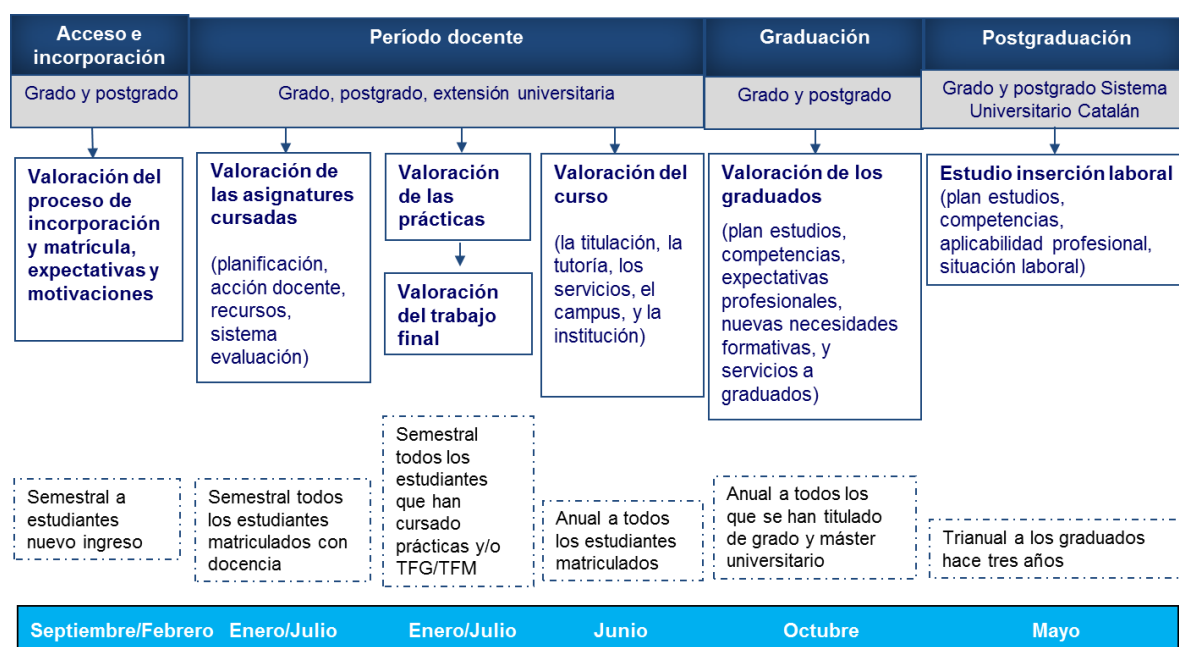 Acceso e
incorporación
Período docente
Graduación
Postgraduación
Grado y postgrado
Grado, postgrado, extensión universitaria
Grado y postgrado
Grado y postgrado Sistema
Universitario Catalán
Valoración del
proceso de
incorporación
y matrícula,
expectativas y
motivaciones
Valoración de
las asignatures
cursadas
(planificación,
acción docente,
recursos,
sistema
evaluación)
Valoración
de las
prácticas
Valoración
del trabajo
final
Valoración del
curso
(la titulación, la
tutoría, los
servicios, el
campus, y la
institución)
Valoración de los
graduados
(plan estudios,
competencias,
expectativas
profesionales,
nuevas necesidades
formativas, y
servicios a
graduados)
Estudio inserción laboral
(plan estudios,
competencias,
aplicabilidad profesional,
situación laboral)
Semestral a
estudiantes
nuevo ingreso
Semestral todos
los estudiantes
matriculados con
docencia
Semestral
todos los
estudiantes
que han
cursado
prácticas y/o
TFG/TFM
Anual a todos
los estudiantes
matriculados
Anual a todos los
que se han titulado
de grado y máster
universitario
Trianual a los graduados
hace tres años
Septiembre/Febrero
Enero/Julio
Enero/Julio
Junio
Octubre
Mayo